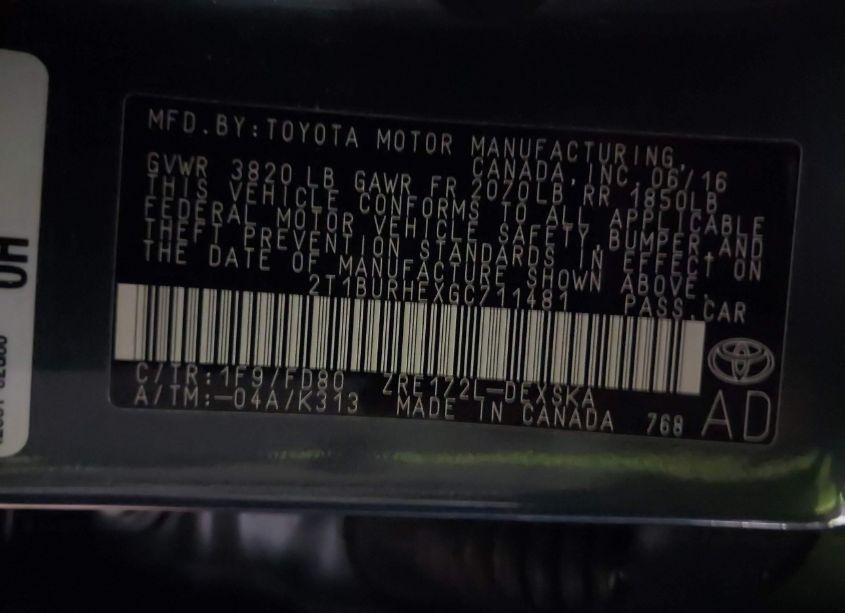 MFD.BY:TOYOTA MOTOR MANUFACTURING,
CANADA, INC. 06/16
GVWR 3820 LB GAWR FR 2070LB RR 1850LB
THIS VEHICLE CONFORMS TO ALL APPLICABLE
FEDERAL MOTOR VEHICLE SAFETY, BUMPER, AND
THEFT PREVENTION STANDARDS IN EFFECT ON
THE DATE OF MANUFACTURE SHOWN ABOVE.
2T1BURHEXGC711481 PASS.CAR
C/TR:1F9/FD80 ZRE172L-DEXSKA
A/TM:-04A/K313 MADE IN CANADA 768 AD